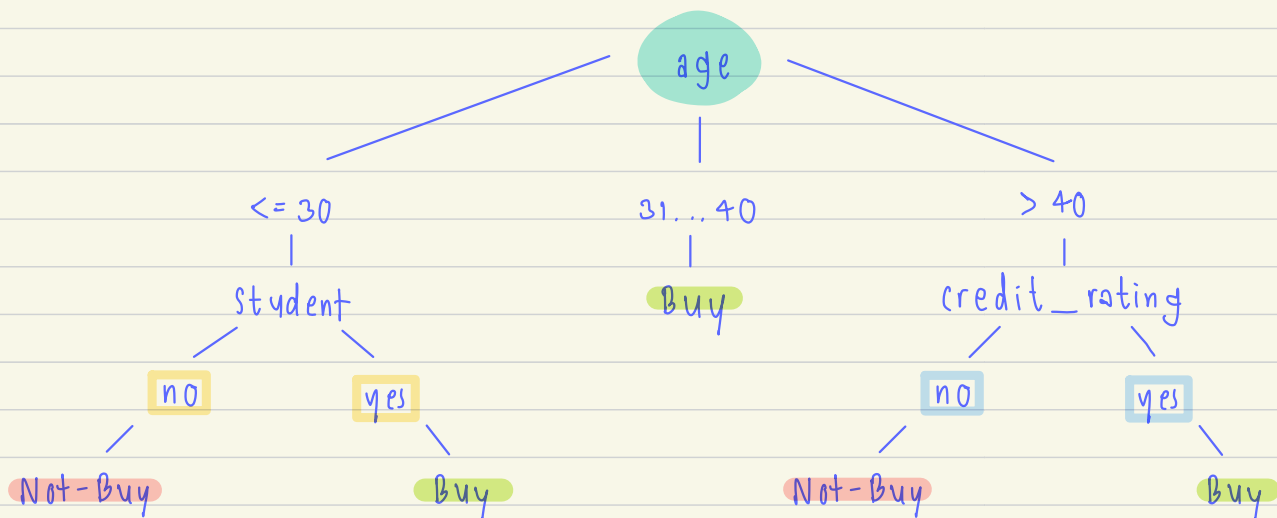 age
<= 30 31...40 > 40
student Buy credit_rating
no yes no yes
Not-Buy Buy Not-Buy Buy